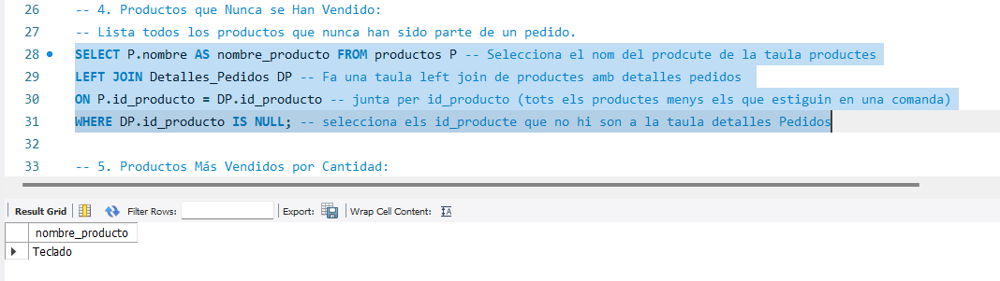 26 -- 4. Productos que Nunca se Han Vendido:
27 -- Lista todos los productos que nunca han sido parte de un pedido.
28 SELECT P.nombre AS nombre_producto FROM productos P -- Selecciona el nom del prodcute de la taula productes
29 LEFT JOIN Detalles_Pedidos DP -- Fa una taula left join de productes amb detalles pedidos
30 ON P.id_producto = DP.id_producto -- junta per id_producto (tots els productes menys els que estiguin en una comanda)
31 WHERE DP.id_producto IS NULL; -- selecciona els id_producte que no hi son a la taula detalles Pedidos
32
33 -- 5. Productos Más Vendidos por Cantidad:
Result Grid Filter Rows: Export: Wrap Cell Content: IA
nombre_producto
Teclado